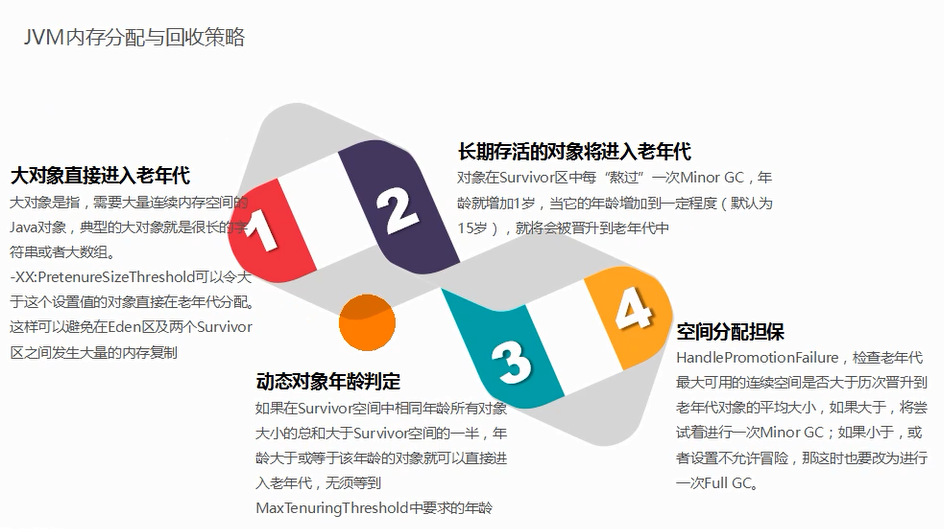 JVM内存分配与回收策略
大对象直接进入老年代
大对象是指，需要大量连续内存空间的
Java对象，典型的大对象就是很长的字
符串或者大数组。
-XX:PretenureSizeThreshold可以令大
于这个设置值的对象直接在老年代分配。
这样可以避免在Eden区及两个Survivor
区之间发生大量的内存复制
1
2
长期存活的对象将进入老年代
对象在Survivor区中每“熬过”一次Minor GC，年
龄就增加1岁，当它的年龄增加到一定程度（默认为
15岁），就将会被晋升到老年代中
动态对象年龄判定
如果在Survivor空间中相同年龄所有对象
大小的总和大于Survivor空间的一半，年
龄大于或等于该年龄的对象就可以直接进
入老年代，无须等到
MaxTenuringThreshold中要求的年龄
3
4
空间分配担保
HandlePromotionFailure，检查老年代
最大可用的连续空间是否大于历次晋升到
老年代对象的平均大小，如果大于，将尝
试着进行一次Minor GC；如果小于，或
者设置不允许冒险，那这时也要改为进行
一次Full GC。